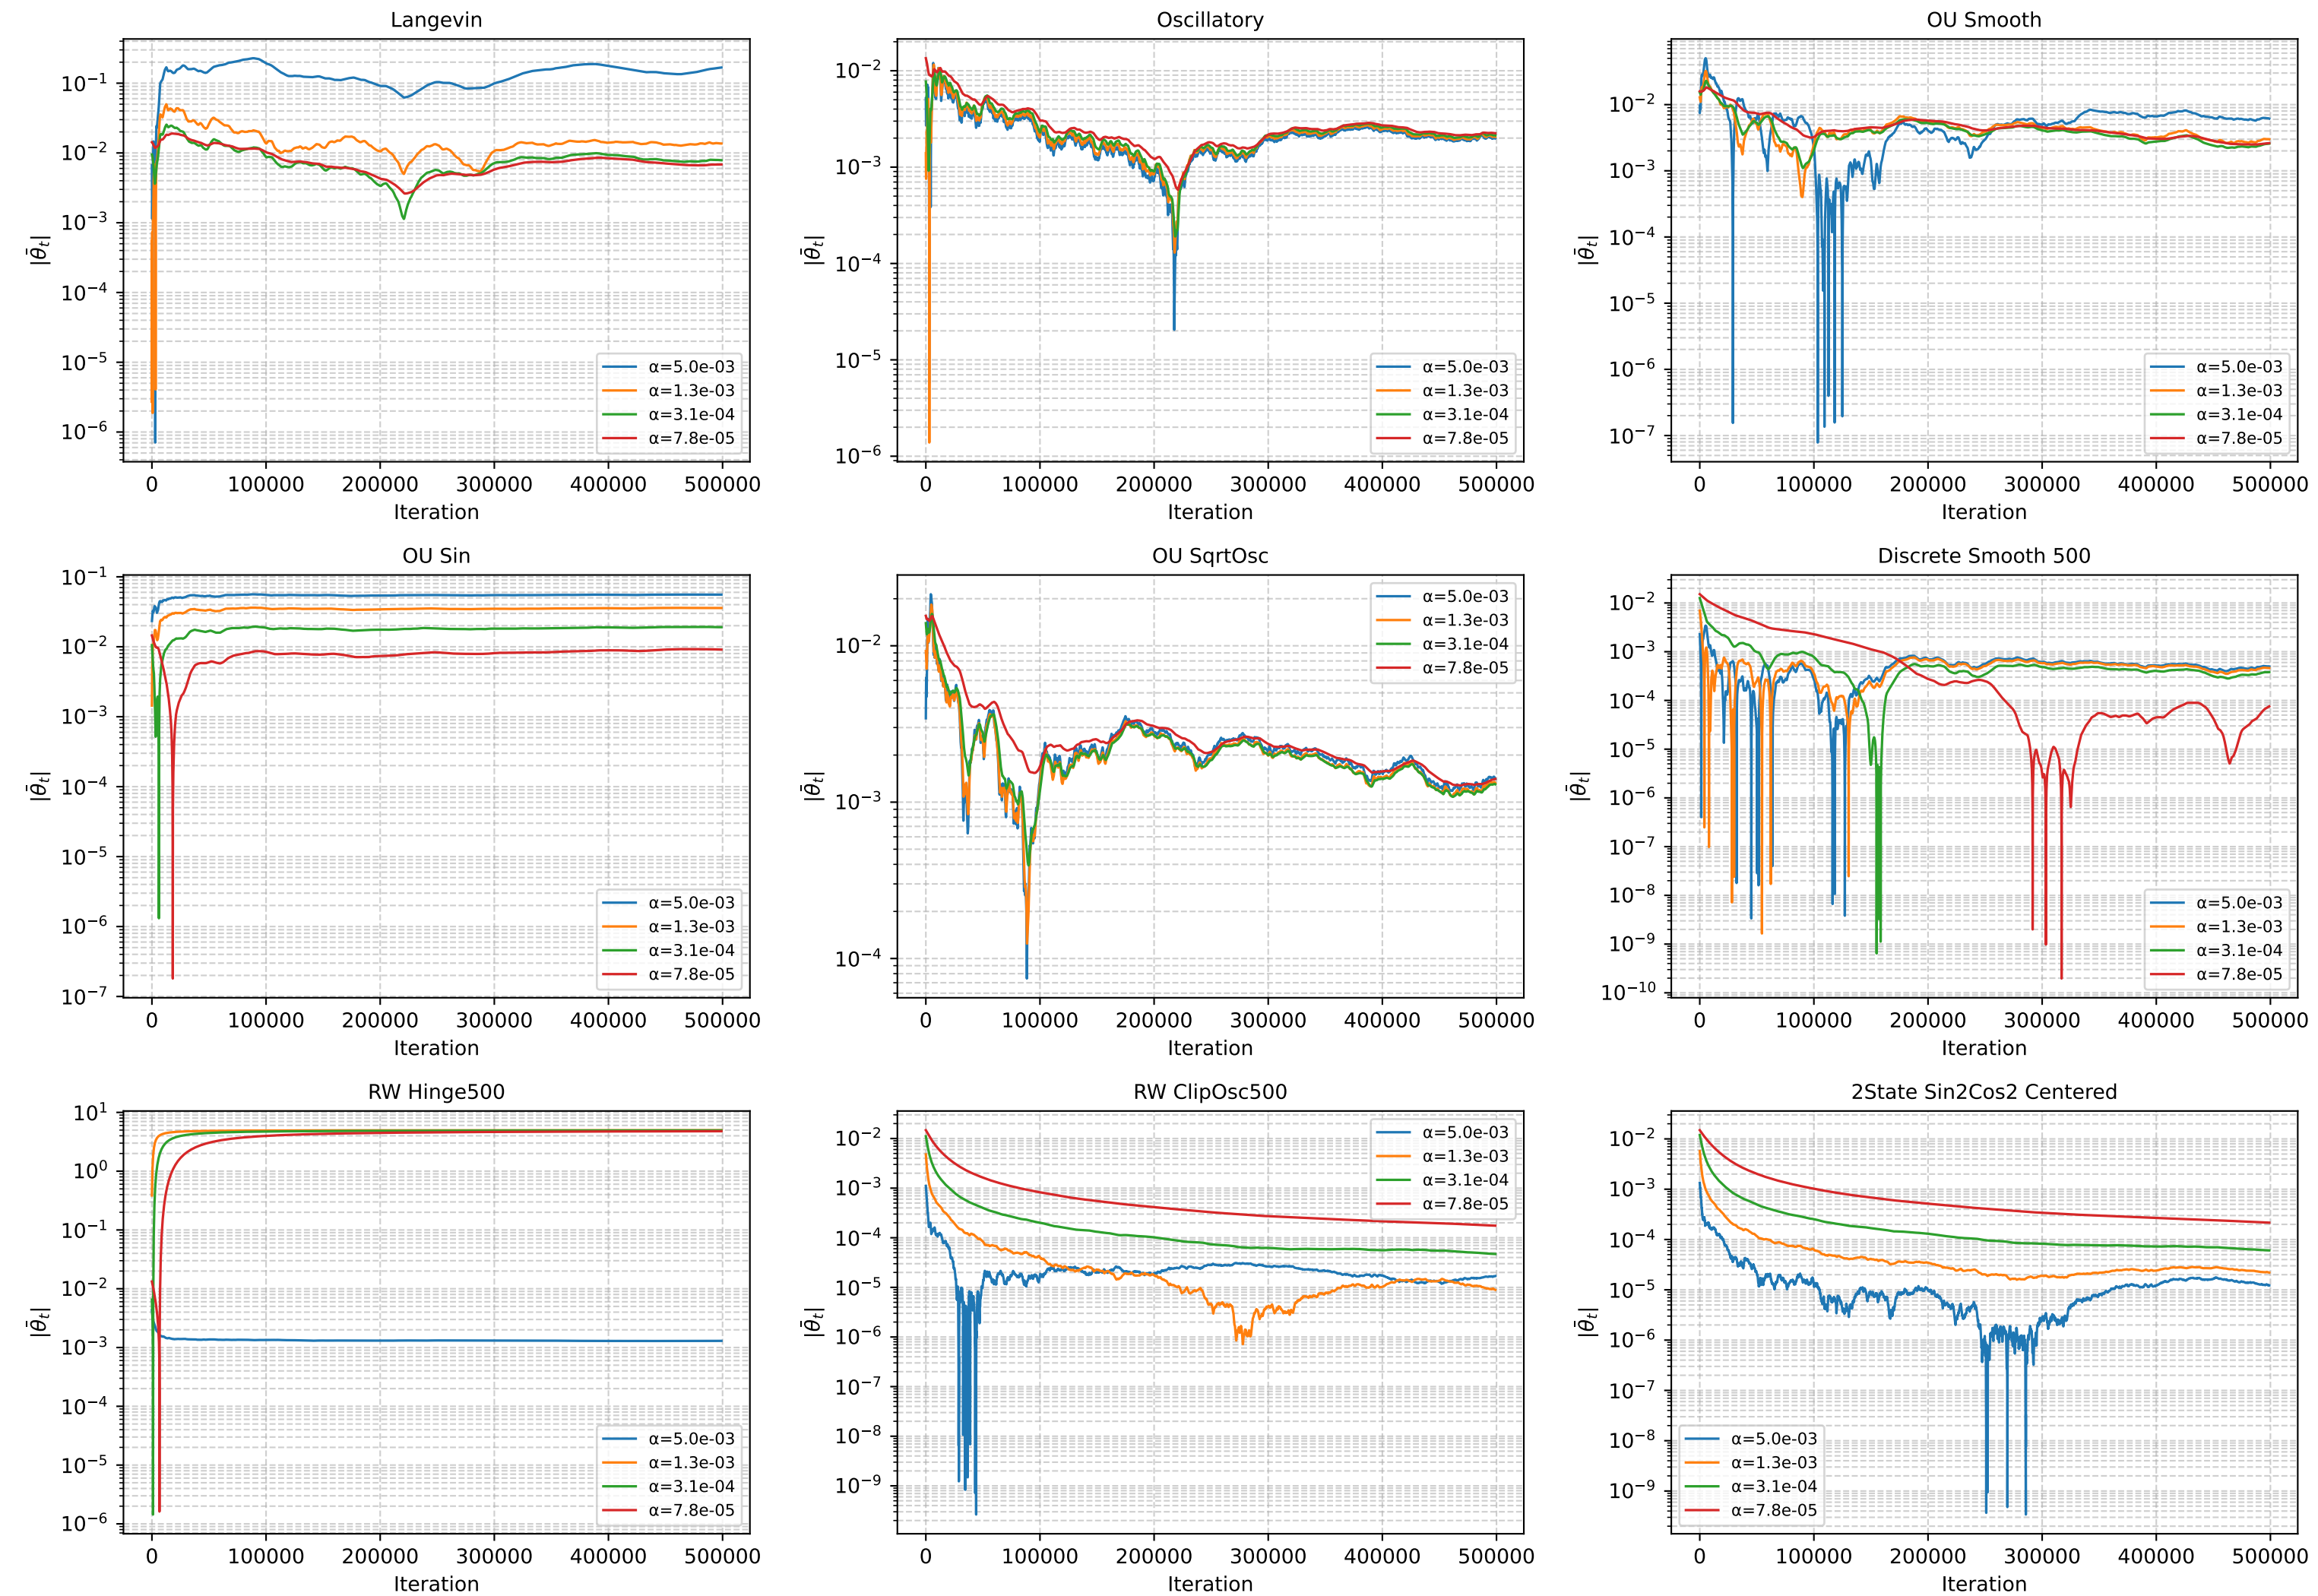 Langevin
|θ̄ₜ|
10⁻¹
10⁻²
10⁻³
10⁻⁴
10⁻⁵
10⁻⁶
α=5.0e-03
α=1.3e-03
α=3.1e-04
α=7.8e-05
0 100000 200000 300000 400000 500000
Iteration
Oscillatory
|θ̄ₜ|
10⁻²
10⁻³
10⁻⁴
10⁻⁵
10⁻⁶
α=5.0e-03
α=1.3e-03
α=3.1e-04
α=7.8e-05
0 100000 200000 300000 400000 500000
Iteration
OU Smooth
|θ̄ₜ|
10⁻²
10⁻³
10⁻⁴
10⁻⁵
10⁻⁶
10⁻⁷
α=5.0e-03
α=1.3e-03
α=3.1e-04
α=7.8e-05
0 100000 200000 300000 400000 500000
Iteration
OU Sin
|θ̄ₜ|
10⁻¹
10⁻²
10⁻³
10⁻⁴
10⁻⁵
10⁻⁶
10⁻⁷
α=5.0e-03
α=1.3e-03
α=3.1e-04
α=7.8e-05
0 100000 200000 300000 400000 500000
Iteration
OU SqrtOsc
|θ̄ₜ|
α=5.0e-03
α=1.3e-03
α=3.1e-04
α=7.8e-05
10⁻²
10⁻³
10⁻⁴
0 100000 200000 300000 400000 500000
Iteration
Discrete Smooth 500
|θ̄ₜ|
10⁻²
10⁻³
10⁻⁴
10⁻⁵
10⁻⁶
10⁻⁷
10⁻⁸
10⁻⁹
10⁻¹⁰
α=5.0e-03
α=1.3e-03
α=3.1e-04
α=7.8e-05
0 100000 200000 300000 400000 500000
Iteration
RW Hinge500
|θ̄ₜ|
10¹
10⁰
10⁻¹
10⁻²
10⁻³
10⁻⁴
10⁻⁵
10⁻⁶
α=5.0e-03
α=1.3e-03
α=3.1e-04
α=7.8e-05
0 100000 200000 300000 400000 500000
Iteration
RW ClipOsc500
|θ̄ₜ|
α=5.0e-03
α=1.3e-03
α=3.1e-04
α=7.8e-05
10⁻²
10⁻³
10⁻⁴
10⁻⁵
10⁻⁶
10⁻⁷
10⁻⁸
10⁻⁹
0 100000 200000 300000 400000 500000
Iteration
2State Sin2Cos2 Centered
|θ̄ₜ|
10⁻²
10⁻³
10⁻⁴
10⁻⁵
10⁻⁶
10⁻⁷
10⁻⁸
10⁻⁹
α=5.0e-03
α=1.3e-03
α=3.1e-04
α=7.8e-05
0 100000 200000 300000 400000 500000
Iteration